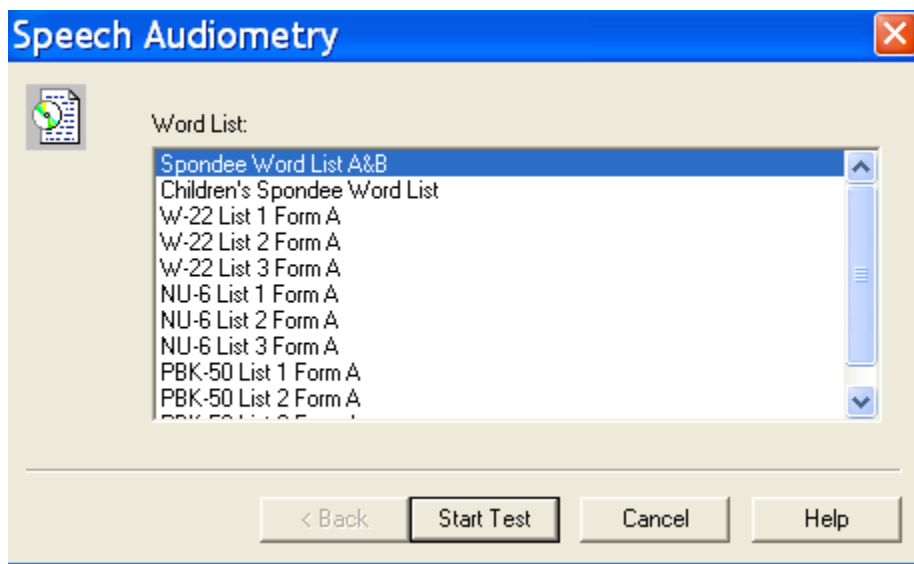 Speech Audiometry
Word List:
Spondee Word List A&B
Children's Spondee Word List
W-22 List 1 Form A
W-22 List 2 Form A
W-22 List 3 Form A
NU-6 List 1 Form A
NU-6 List 2 Form A
NU-6 List 3 Form A
PBK-50 List 1 Form A
PBK-50 List 2 Form A
< Back Start Test Cancel Help